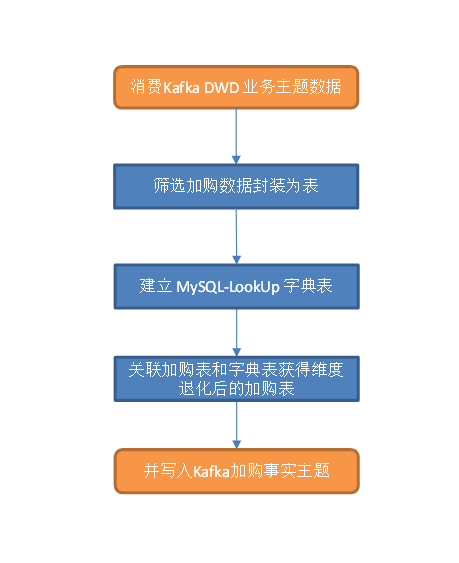 消费Kafka DWD 业务主题数据
筛选加购数据封装为表
建立 MySQL-LookUp 字典表
关联加购表和字典表获得维度
退化后的加购表
并写入Kafka加购事实主题